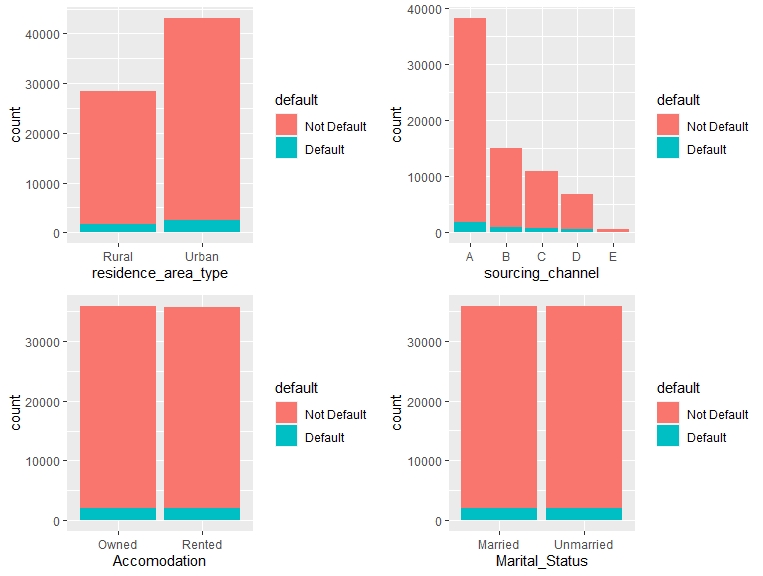 40000
30000
20000
10000
0
count
Rural
Urban
residence_area_type
default
Not Default
Default
40000
30000
20000
10000
0
count
A
B
C
D
E
sourcing_channel
default
Not Default
Default
30000
20000
10000
0
count
Owned
Rented
Accomodation
default
Not Default
Default
30000
20000
10000
0
count
Married
Unmarried
Marital_Status
default
Not Default
Default